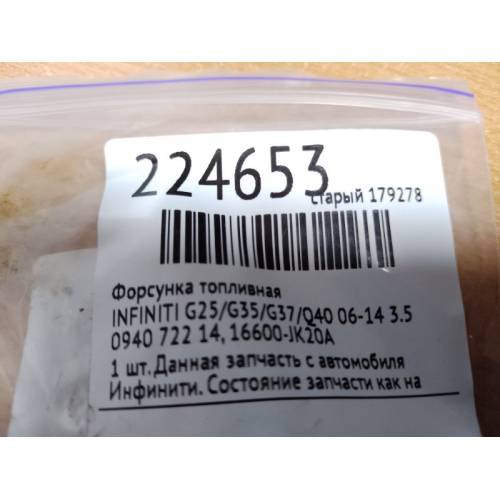 224653
старый 179278
Форсунка топливная
INFINITI G25/G35/G37/Q40 06-14 3.5
0940 722 14, 16600-JK20A
1 шт. Данная запчасть с автомобиля
Инфинити. Состояние запчасти как на